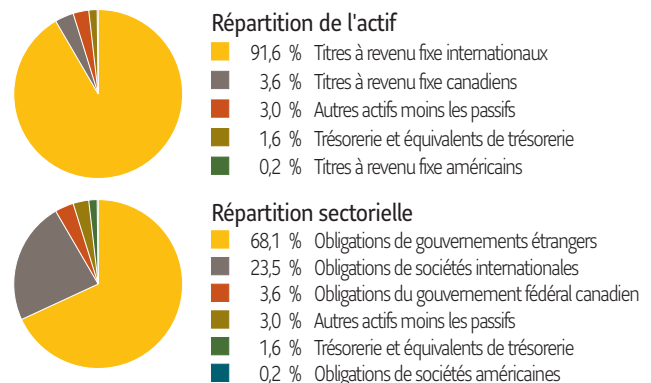 Répartition de l'actif
91,6 % Titres à revenu fixe internationaux
3,6 % Titres à revenu fixe canadiens
3,0 % Autres actifs moins les passifs
1,6 % Trésorerie et équivalents de trésorerie
0,2 % Titres à revenu fixe américains
Répartition sectorielle
68,1 % Obligations de gouvernements étrangers
23,5 % Obligations de sociétés internationales
3,6 % Obligations du gouvernement fédéral canadien
3,0 % Autres actifs moins les passifs
1,6 % Trésorerie et équivalents de trésorerie
0,2 % Obligations de sociétés américaines